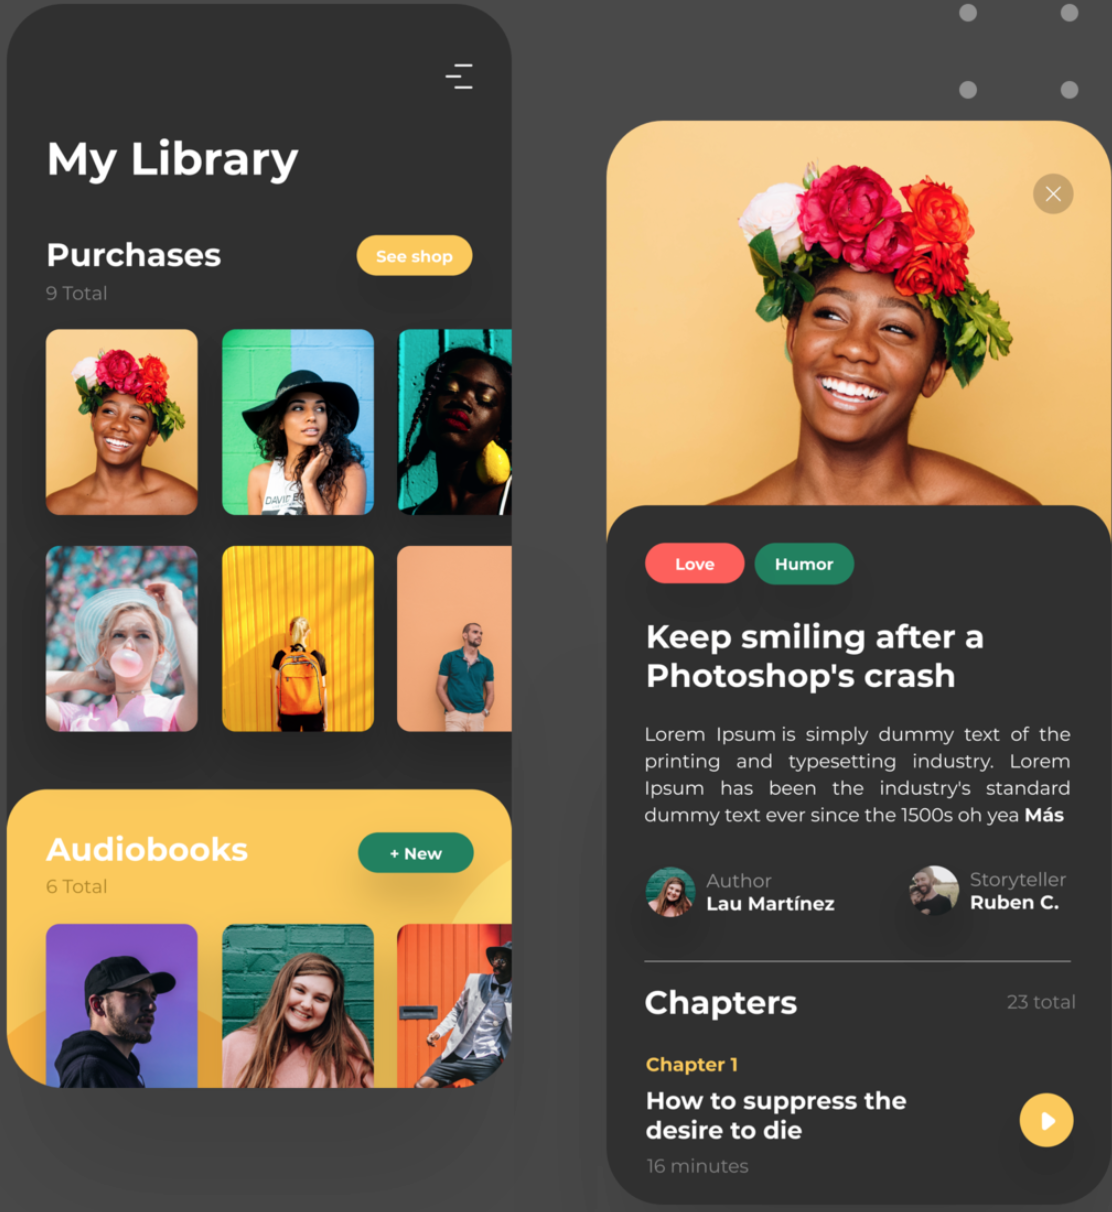 My Library
Purchases
See shop
9 Total
DAVID BO
Audiobooks
+ New
6 Total
Love
Humor
Keep smiling after a
Photoshop's crash
Lorem Ipsum is simply dummy text of the
printing and typesetting industry. Lorem
Ipsum has been the industry's standard
dummy text ever since the 1500s oh yea Más
Author
Lau Martínez
Storyteller
Ruben C.
Chapters
23 total
Chapter 1
How to suppress the
desire to die
16 minutes